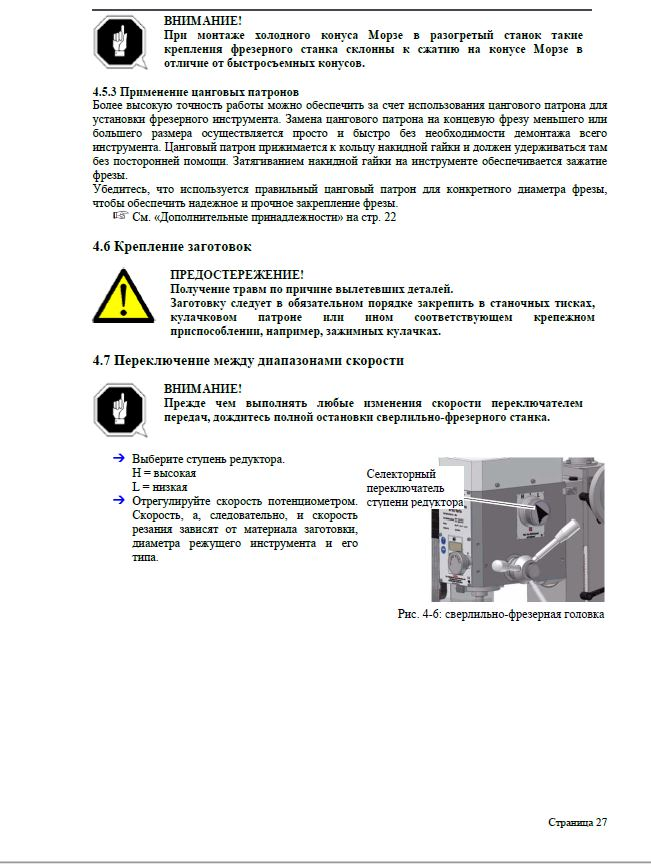 ВНИМАНИЕ!
При монтаже холодного конуса Морзе в разогретый станок такие
крепления фрезерного станка склонны к сжатию на конусе Морзе в
отличие от быстросъемных конусов.
4.5.3 Применение цанговых патронов
Более высокую точность работы можно обеспечить за счет использования цангового патрона для
установки фрезерного инструмента. Замена цангового патрона на концевую фрезу меньшего или
большего размера осуществляется просто и быстро без необходимости демонтажа всего
инструмента. Цанговый патрон прижимается к кольцу накидной гайки и должен удерживаться там
без посторонней помощи. Затягиванием накидной гайки на инструменте обеспечивается зажатие
фрезы.
Убедитесь, что используется правильный цанговый патрон для конкретного диаметра фрезы,
чтобы обеспечить надежное и прочное закрепление фрезы.
См. «Дополнительные принадлежности» на стр. 22
4.6 Крепление заготовок
ПРЕДОСТЕРЕЖЕНИЕ!
Получение травм по причине вылетевших деталей.
Заготовку следует в обязательном порядке закрепить в станочных тисках,
кулачковом патроне или ином соответствующем крепежном
приспособлении, например, зажимных кулачках.
4.7 Переключение между диапазонами скорости
ВНИМАНИЕ!
Прежде чем выполнять любые изменения скорости переключателем
передач, дождитесь полной остановки сверлильно-фрезерного станка.
Выберите ступень редуктора.
H = высокая
L = низкая
Отрегулируйте скорость потенциометром.
Скорость, а, следовательно, и скорость
резания зависят от материала заготовки,
диаметра режущего инструмента и его
типа.
Селекторный
переключатель
ступени редуктора
Рис. 4-6: сверлильно-фрезерная головка
Страница 27